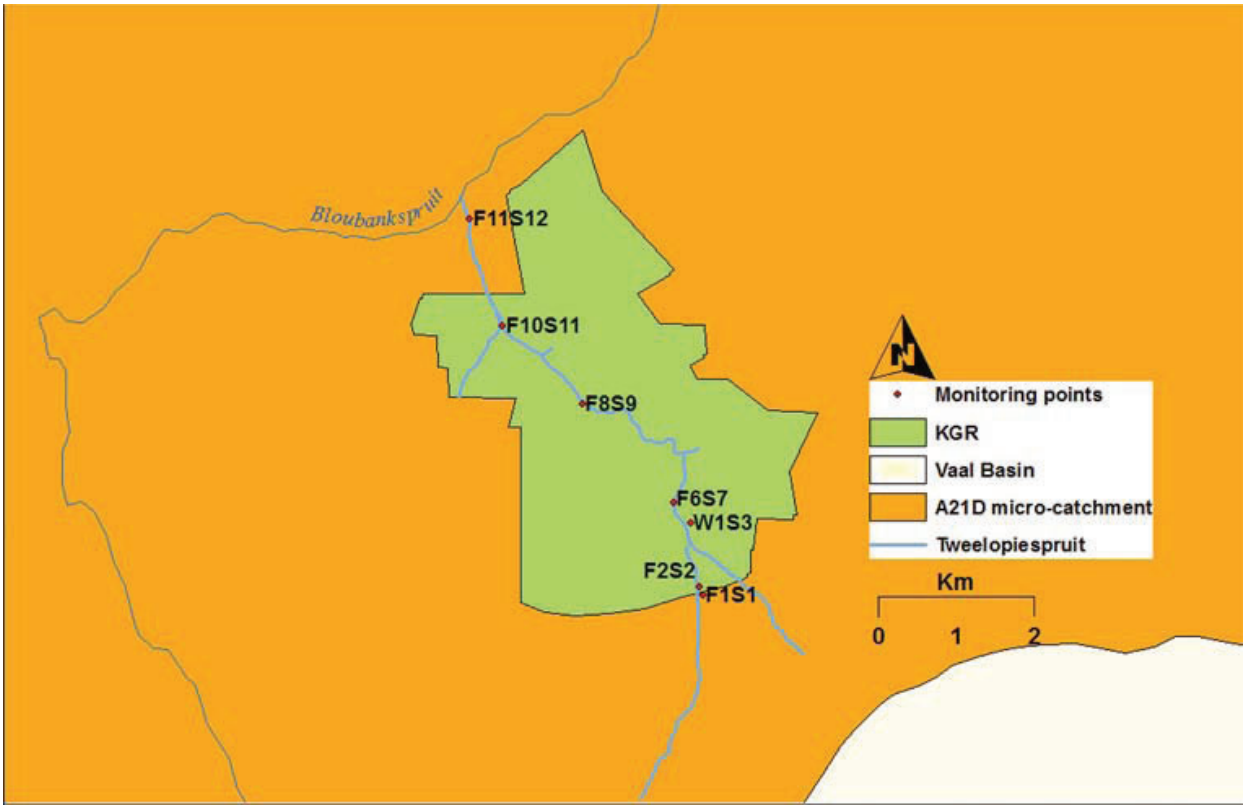 Bloubankspruit
F11S12
F10S11
F8S9
F6S7
W1S3
F2S2
F1S1
N
Monitoring points
KGR
Vaal Basin
A21D micro-catchment
Tweelopiespruit
Km
0 1 2